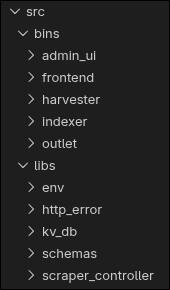 src
bins
admin_ui
frontend
harvester
indexer
outlet
libs
env
http_error
kv_db
schemas
scraper_controller